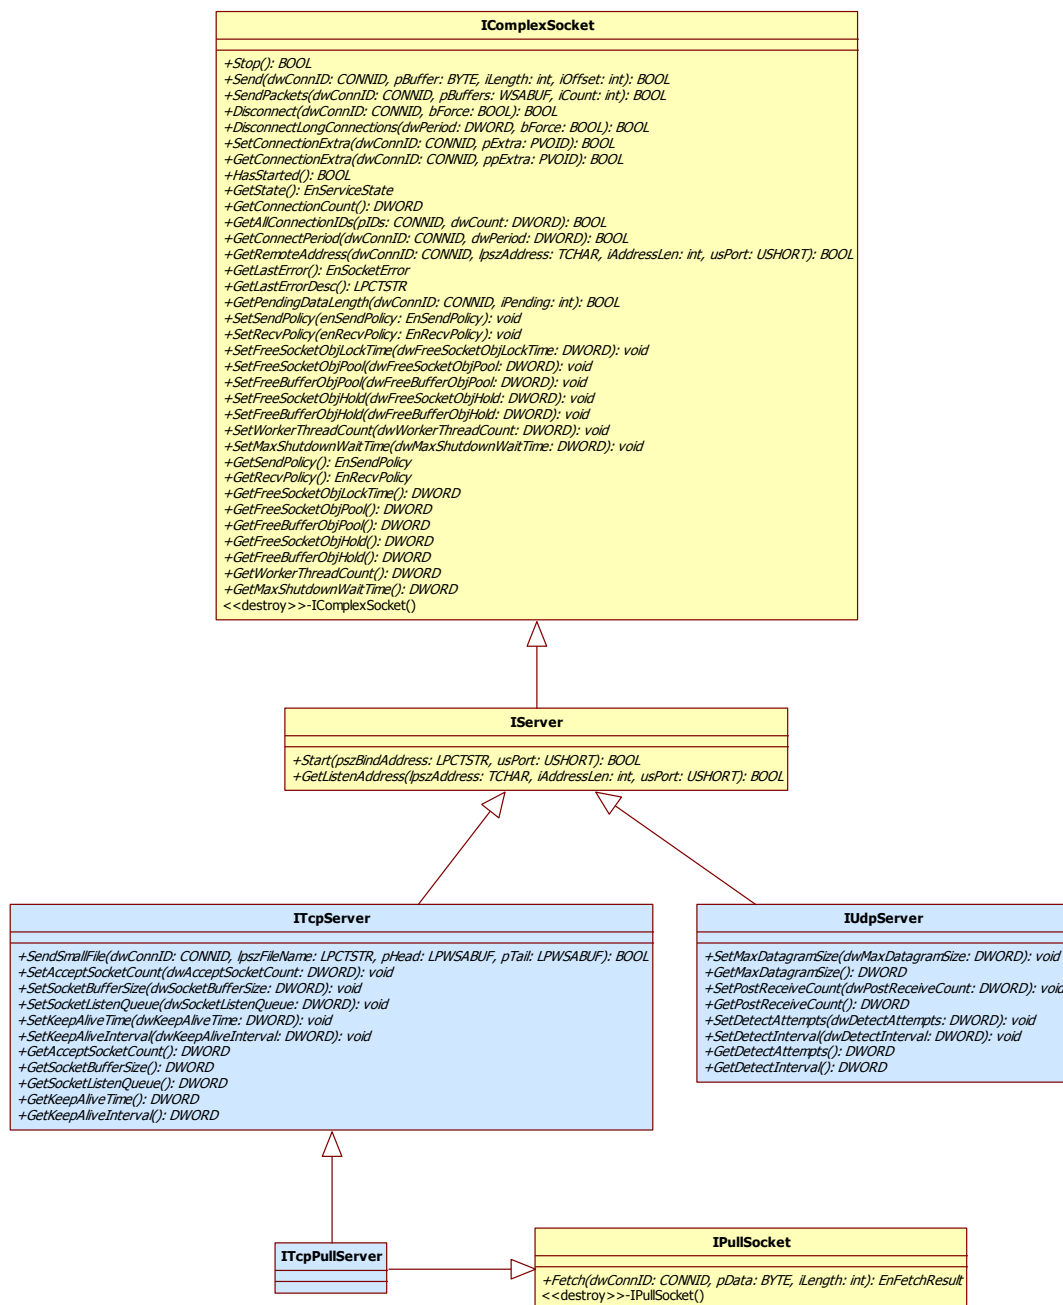 IComplexSocket
+Stop(): BOOL
+Send(dwConnID: CONNID, pBuffer: BYTE, iLength: int, iOffset: int): BOOL
+SendPackets(dwConnID: CONNID, pBuffers: WSABUF, iCount: int): BOOL
+Disconnect(dwConnID: CONNID, bForce: BOOL): BOOL
+DisconnectLongConnections(dwPeriod: DWORD, bForce: BOOL): BOOL
+SetConnectionExtra(dwConnID: CONNID, pExtra: PVOID): BOOL
+GetConnectionExtra(dwConnID: CONNID, ppExtra: PVOID): BOOL
+HasStarted(): BOOL
+GetState(): EnServiceState
+GetConnectionCount(): DWORD
+GetAllConnectionIDs(pIDs: CONNID, dwCount: DWORD): BOOL
+GetConnectPeriod(dwConnID: CONNID, dwPeriod: DWORD): BOOL
+GetRemoteAddress(dwConnID: CONNID, lpszAddress: TCHAR, iAddressLen: int, usPort: USHORT): BOOL
+GetLastError(): EnSocketError
+GetLastErrorDesc(): LPCTSTR
+GetPendingDataLength(dwConnID: CONNID, iPending: int): BOOL
+SetSendPolicy(enSendPolicy: EnSendPolicy): void
+SetRecvPolicy(enRecvPolicy: EnRecvPolicy): void
+SetFreeSocketObjLockTime(dwFreeSocketObjLockTime: DWORD): void
+SetFreeSocketObjPool(dwFreeSocketObjPool: DWORD): void
+SetFreeBufferObjPool(dwFreeBufferObjPool: DWORD): void
+SetFreeSocketObjHold(dwFreeSocketObjHold: DWORD): void
+SetFreeBufferObjHold(dwFreeBufferObjHold: DWORD): void
+SetWorkerThreadCount(dwWorkerThreadCount: DWORD): void
+SetMaxShutdownWaitTime(dwMaxShutdownWaitTime: DWORD): void
+GetSendPolicy(): EnSendPolicy
+GetRecvPolicy(): EnRecvPolicy
+GetFreeSocketObjLockTime(): DWORD
+GetFreeSocketObjPool(): DWORD
+GetFreeBufferObjPool(): DWORD
+GetFreeSocketObjHold(): DWORD
+GetFreeBufferObjHold(): DWORD
+GetWorkerThreadCount(): DWORD
+GetMaxShutdownWaitTime(): DWORD
<<destroy>>-IComplexSocket()
IServer
+Start(pszBindAddress: LPCTSTR, usPort: USHORT): BOOL
+GetListenAddress(lpszAddress: TCHAR, iAddressLen: int, usPort: USHORT): BOOL
ITcpServer
+SendSmallFile(dwConnID: CONNID, lpszFileName: LPCTSTR, pHead: LPWSABUF, pTail: LPWSABUF): BOOL
+SetAcceptSocketCount(dwAcceptSocketCount: DWORD): void
+SetSocketBufferSize(dwSocketBufferSize: DWORD): void
+SetSocketListenQueue(dwSocketListenQueue: DWORD): void
+SetKeepAliveTime(dwKeepAliveTime: DWORD): void
+SetKeepAliveInterval(dwKeepAliveInterval: DWORD): void
+GetAcceptSocketCount(): DWORD
+GetSocketBufferSize(): DWORD
+GetSocketListenQueue(): DWORD
+GetKeepAliveTime(): DWORD
+GetKeepAliveInterval(): DWORD
IUdpServer
+SetMaxDatagramSize(dwMaxDatagramSize: DWORD): void
+GetMaxDatagramSize(): DWORD
+SetPostReceiveCount(dwPostReceiveCount: DWORD): void
+GetPostReceiveCount(): DWORD
+SetDetectAttempts(dwDetectAttempts: DWORD): void
+SetDetectInterval(dwDetectInterval: DWORD): void
+GetDetectAttempts(): DWORD
+GetDetectInterval(): DWORD
ITcpPullServer
IPullSocket
+Fetch(dwConnID: CONNID, pData: BYTE, iLength: int): EnFetchResult
<<destroy>>-IPullSocket()